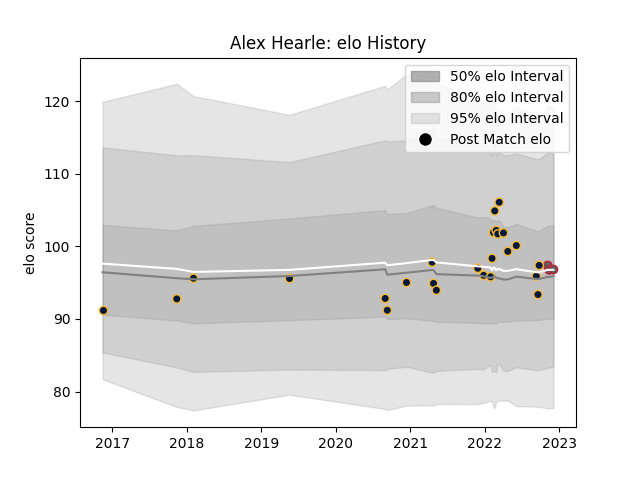 Alex Hearle: elo History
50% elo Interval
80% elo Interval
95% elo Interval
Post Match elo
elo score
120
110
100
90
80
2017 2018 2019 2020 2021 2022 2023